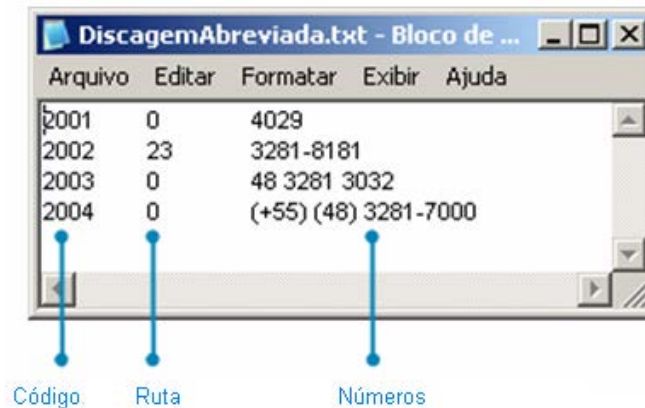 DiscagemAbreviada.txt - Bloco de ...
Arquivo Editar Formatar Exibir Ajuda
2001 0 4029
2002 23 3281-8181
2003 0 48 3281 3032
2004 0 (+55) (48) 3281-7000
Código Ruta Números